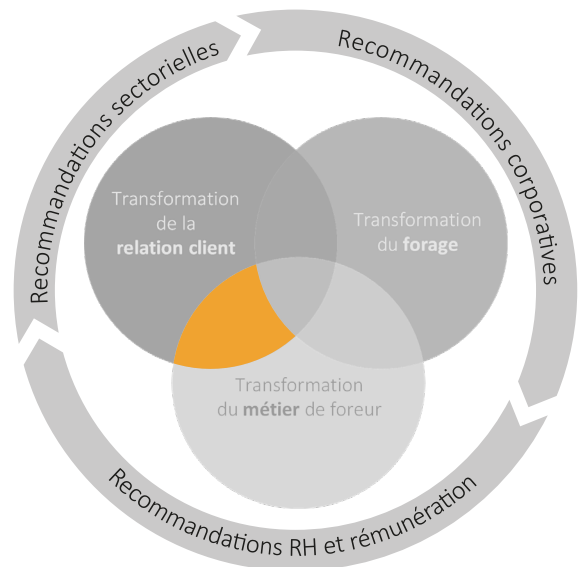 Recommandations sectorielles
Recommandations corporatives
Transformation
de la
relation client
Transformation
du forage
Transformation
du métier de foreur
Recommandations RH et rémunération